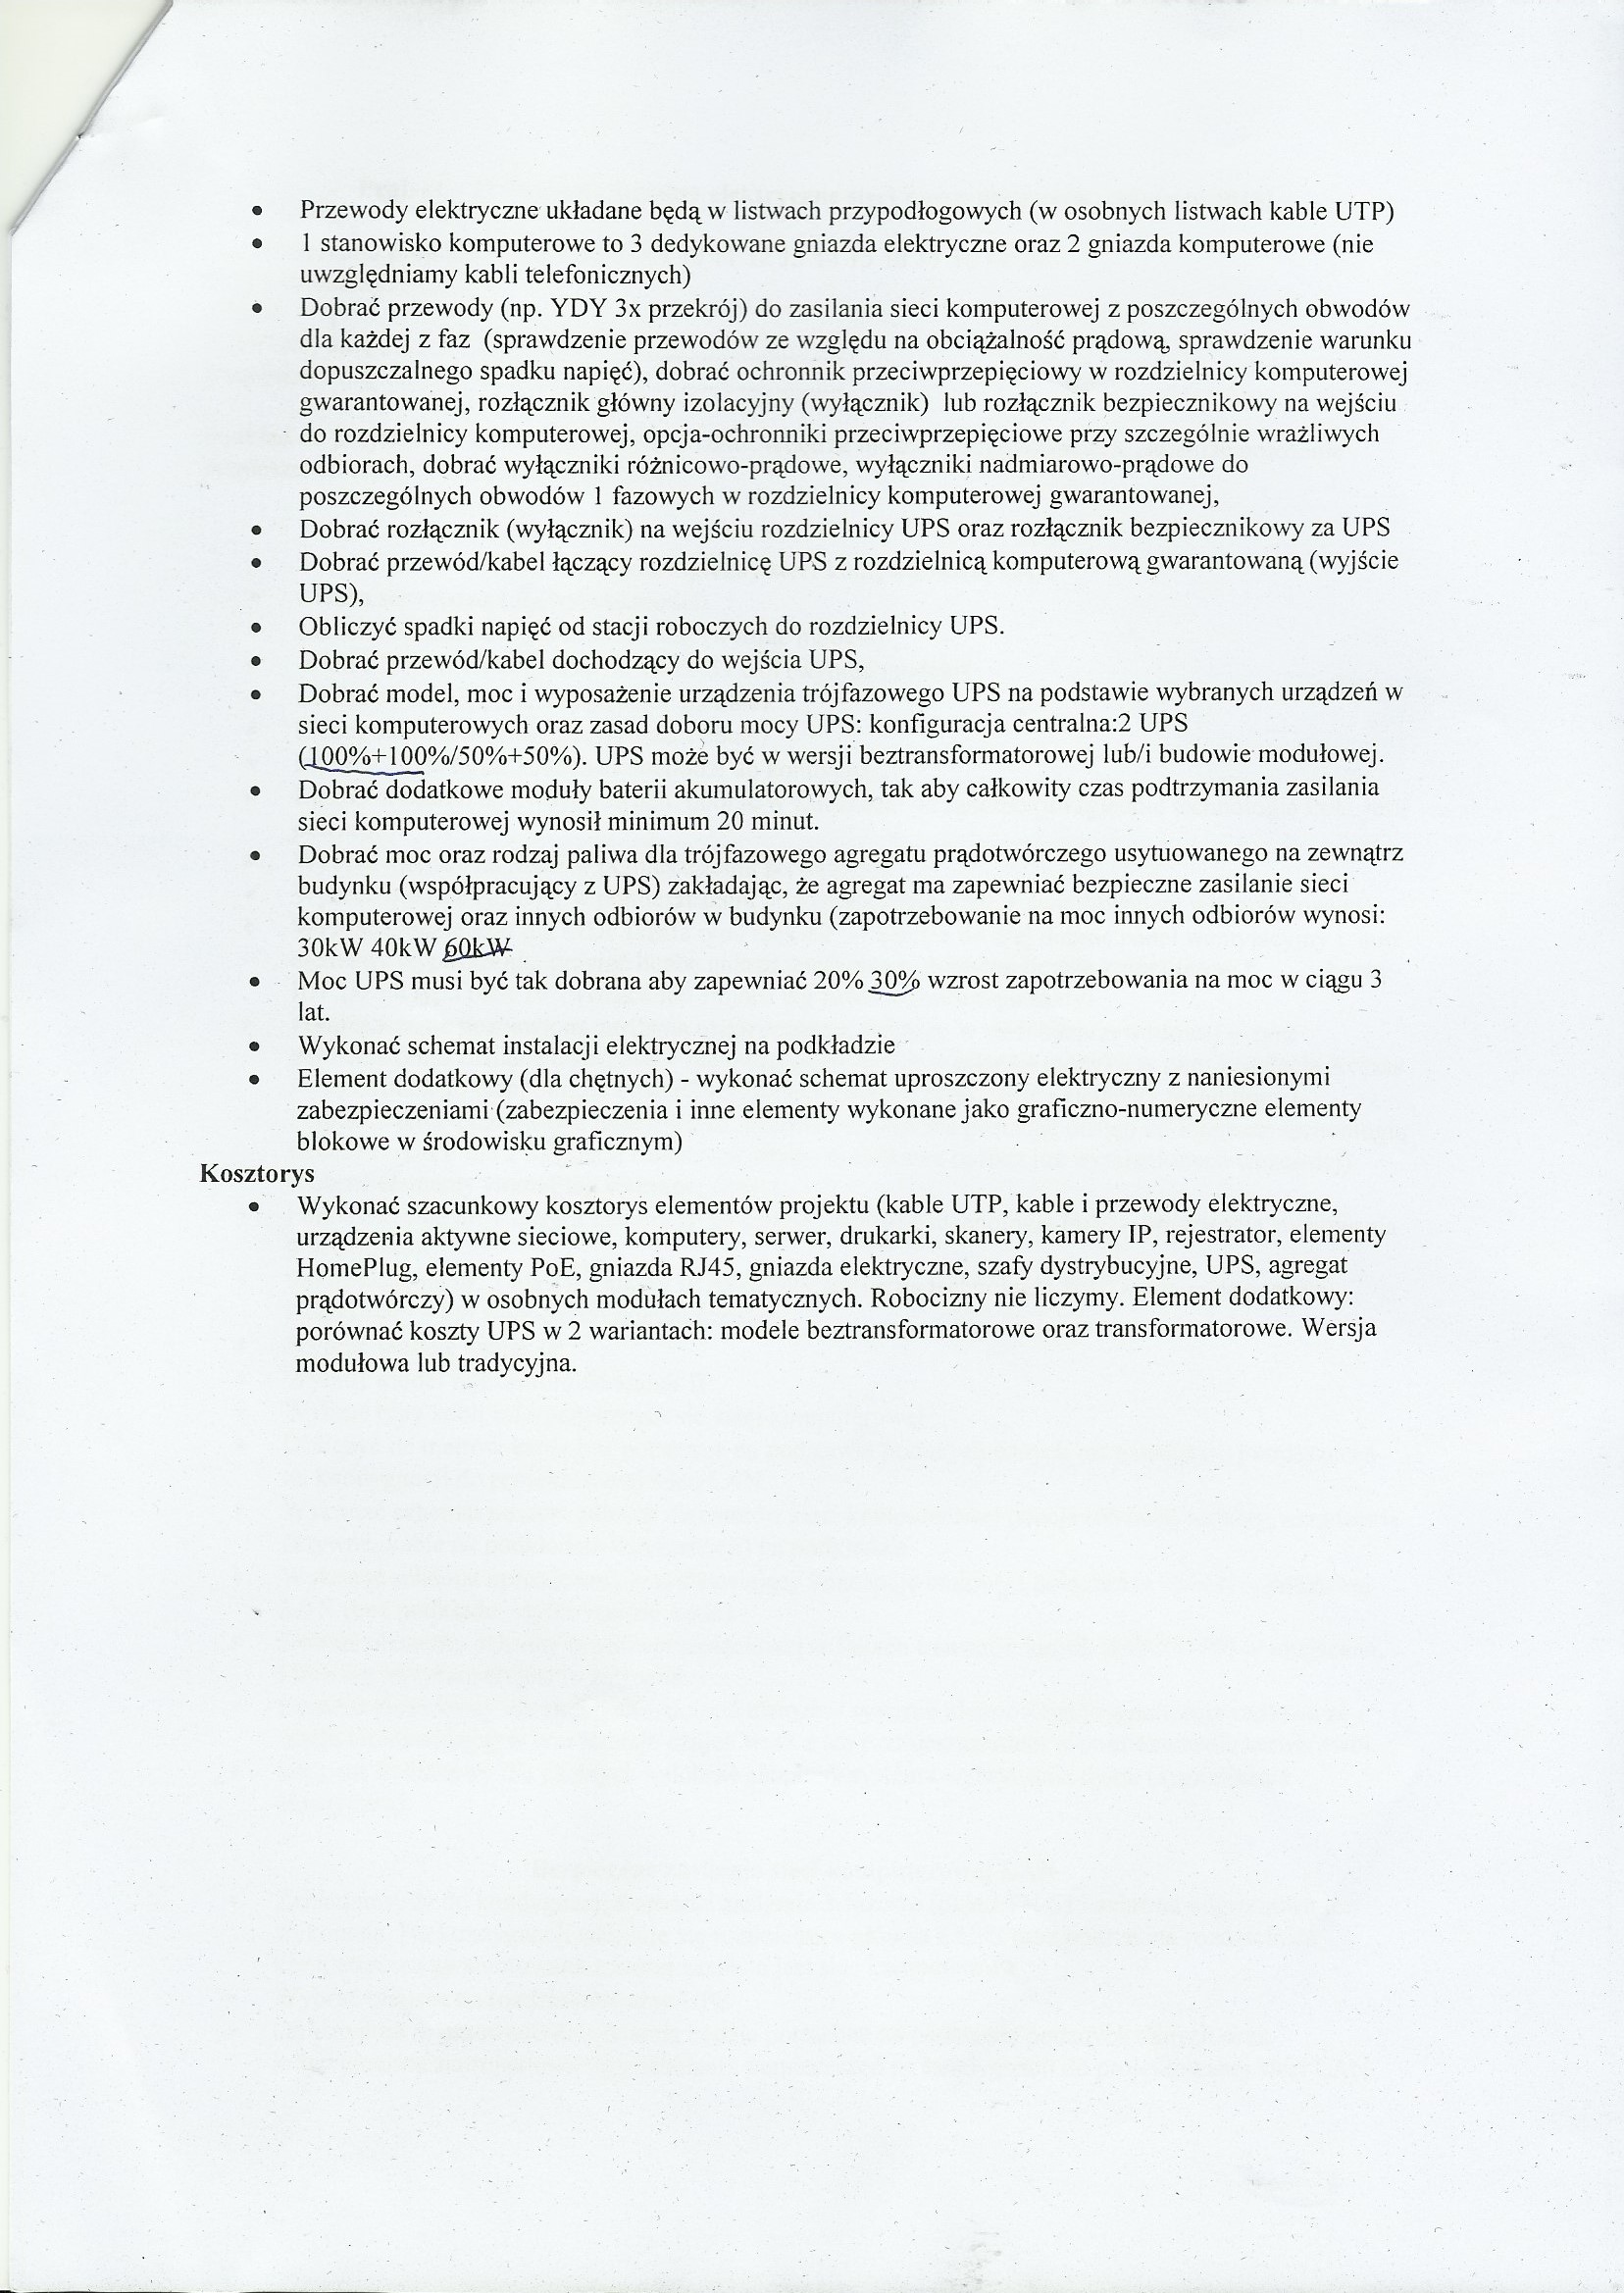 • Przewody elektryczne układane będą w listwach przypodłogowych (w osobnych listwach kable UTP)
• 1 stanowisko komputerowe to 3 dedykowane gniazda elektryczne oraz 2 gniazda komputerowe (nie
uwzględniamy kabli telefonicznych)
• Dobrać przewody (np. YDY 3x przekrój) do zasilania sieci komputerowej z poszczególnych obwodów
dla każdej z faz (sprawdzenie przewodów ze względu na obciążalność prądową, sprawdzenie warunku
dopuszczalnego spadku napięć), dobrać ochronnik przeciwprzepięciowy w rozdzielnicy komputerowej
gwarantowanej, rozłącznik główny izolacyjny (wyłącznik) lub rozłącznik bezpiecznikowy na wejściu
do rozdzielnicy komputerowej, opcja-ochronniki przeciwprzepięciowe przy szczególnie wrażliwych
odbiorach, dobrać wyłączniki różnicowo-prądowe, wyłączniki nadmiarowo-prądowe do
poszczególnych obwodów 1 fazowych w rozdzielnicy komputerowej gwarantowanej,
• Dobrać rozłącznik (wyłącznik) na wejściu rozdzielnicy UPS oraz rozłącznik bezpiecznikowy za UPS
• Dobrać przewód/kabel łączący rozdzielnicę UPS z rozdzielnicą komputerową gwarantowaną (wyjście
UPS),
• Obliczyć spadki napięć od stacji roboczych do rozdzielnicy UPS.
• Dobrać przewód/kabel dochodzący do wejścia UPS,
• Dobrać model, moc i wyposażenie urządzenia trójfazowego UPS na podstawie wybranych urządzeń w
sieci komputerowych oraz zasad doboru mocy UPS: konfiguracja centralna:2 UPS
(100%+100%/50%+50%). UPS może być w wersji beztransformatorowej lub/i budowie modułowej.
• Dobrać dodatkowe moduły baterii akumulatorowych, tak aby całkowity czas podtrzymania zasilania
sieci komputerowej wynosił minimum 20 minut.
• Dobrać moc oraz rodzaj paliwa dla trójfazowego agregatu prądotwórczego usytuowanego na zewnątrz
budynku (współpracujący z UPS) zakładając, że agregat ma zapewniać bezpieczne zasilanie sieci
komputerowej oraz innych odbiorów w budynku (zapotrzebowanie na moc innych odbiorów wynosi:
30kW 40kW 60kW
• Moc UPS musi być tak dobrana aby zapewniać 20% 30% wzrost zapotrzebowania na moc w ciągu 3
lat.
• Wykonać schemat instalacji elektrycznej na podkładzie
• Element dodatkowy (dla chętnych) - wykonać schemat uproszczony elektryczny z naniesionymi
zabezpieczeniami (zabezpieczenia i inne elementy wykonane jako graficzno-numeryczne elementy
blokowe w środowisku graficznym)
Kosztorys
• Wykonać szacunkowy kosztorys elementów projektu (kable UTP, kable i przewody elektryczne,
urządzenia aktywne sieciowe, komputery, serwer, drukarki, skanery, kamery IP, rejestrator, elementy
HomePlug, elementy PoE, gniazda RJ45, gniazda elektryczne, szafy dystrybucyjne, UPS, agregat
prądotwórczy) w osobnych modułach tematycznych. Robocizny nie liczymy. Element dodatkowy:
porównać koszty UPS w 2 wariantach: modele beztransformatorowe oraz transformatorowe. Wersja
modułowa lub tradycyjna.